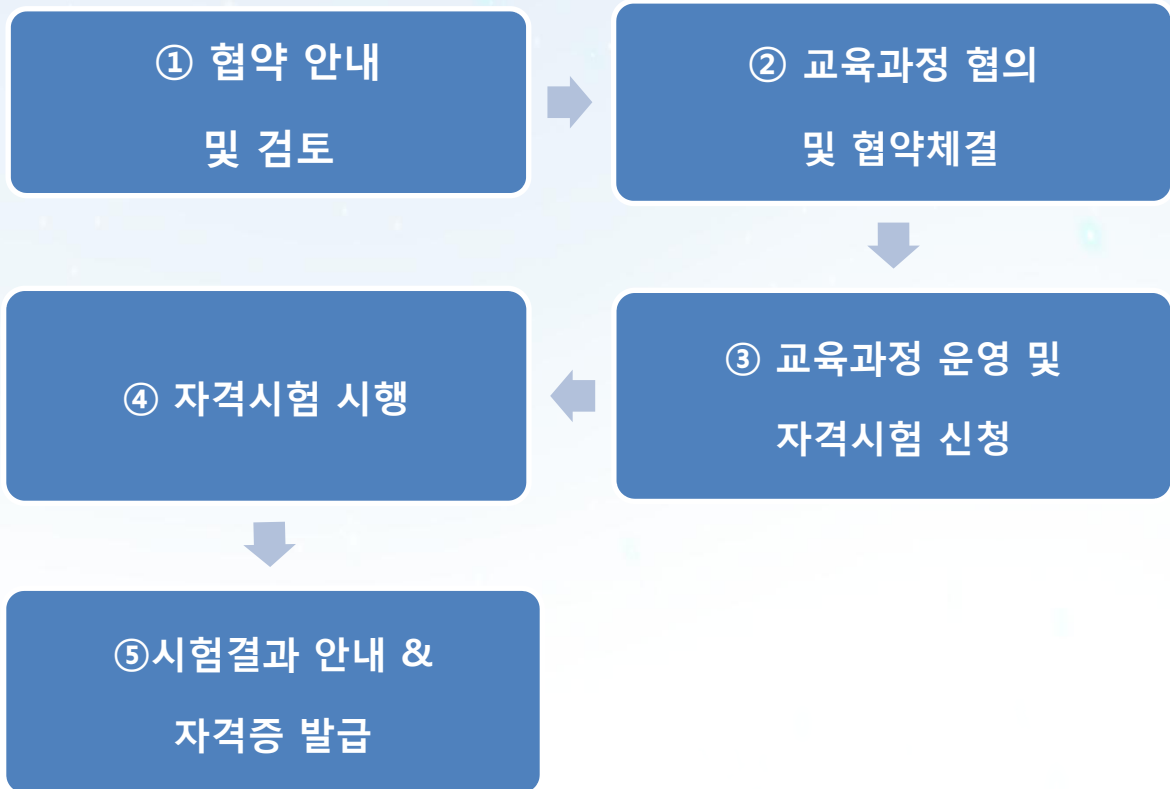 ① 협약 안내
및 검토
② 교육과정 협의
및 협약체결
③ 교육과정 운영 및
자격시험 신청
④ 자격시험 시행
⑤시험결과 안내 &
자격증 발급